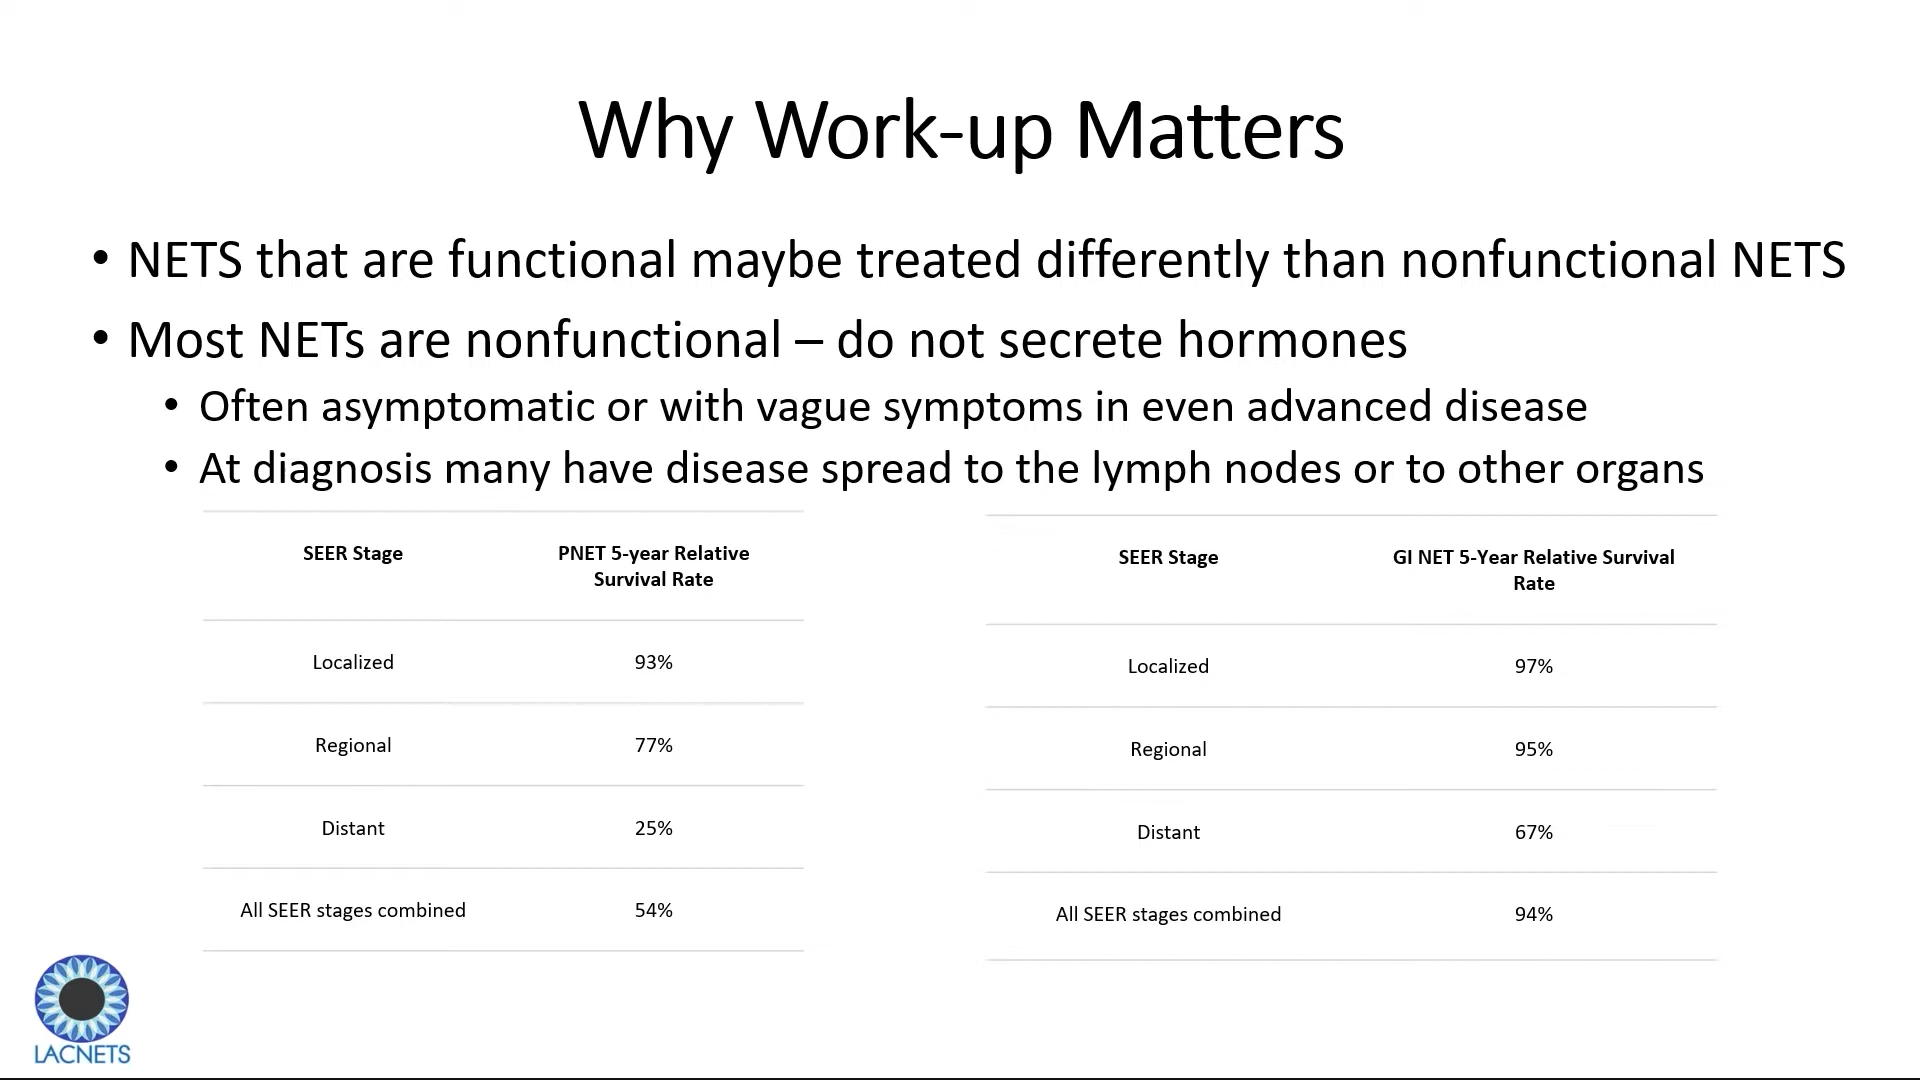 Why Work-up Matters
• NETS that are functional maybe treated differently than nonfunctional NETS
• Most NETs are nonfunctional – do not secrete hormones
• Often asymptomatic or with vague symptoms in even advanced disease
• At diagnosis many have disease spread to the lymph nodes or to other organs
SEER Stage PNET 5-year Relative
Survival Rate
Localized 93%
Regional 77%
Distant 25%
All SEER stages combined 54%
SEER Stage GI NET 5-Year Relative Survival
Rate
Localized 97%
Regional 95%
Distant 67%
All SEER stages combined 94%
LACNETS